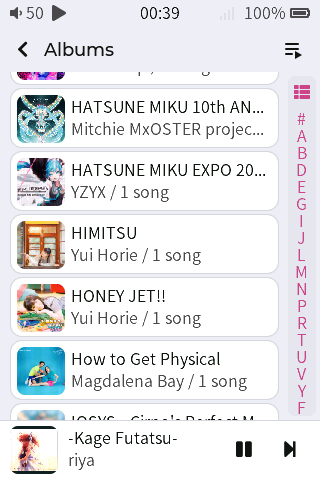 50
00:39
100%
Albums
HATSUNE MIKU 10th AN...
Mitchie MxOSTER projec...
HATSUNE MIKU EXPO 20...
YZYX / 1 song
HIMITSU
Yui Horie / 1 song
HONEY JET!!
Yui Horie / 1 song
How to Get Physical
Magdalena Bay / 1 song
#
A
B
D
E
G
I
J
L
M
N
P
R
T
U
V
Y
F
-Kage Futatsu-
riya